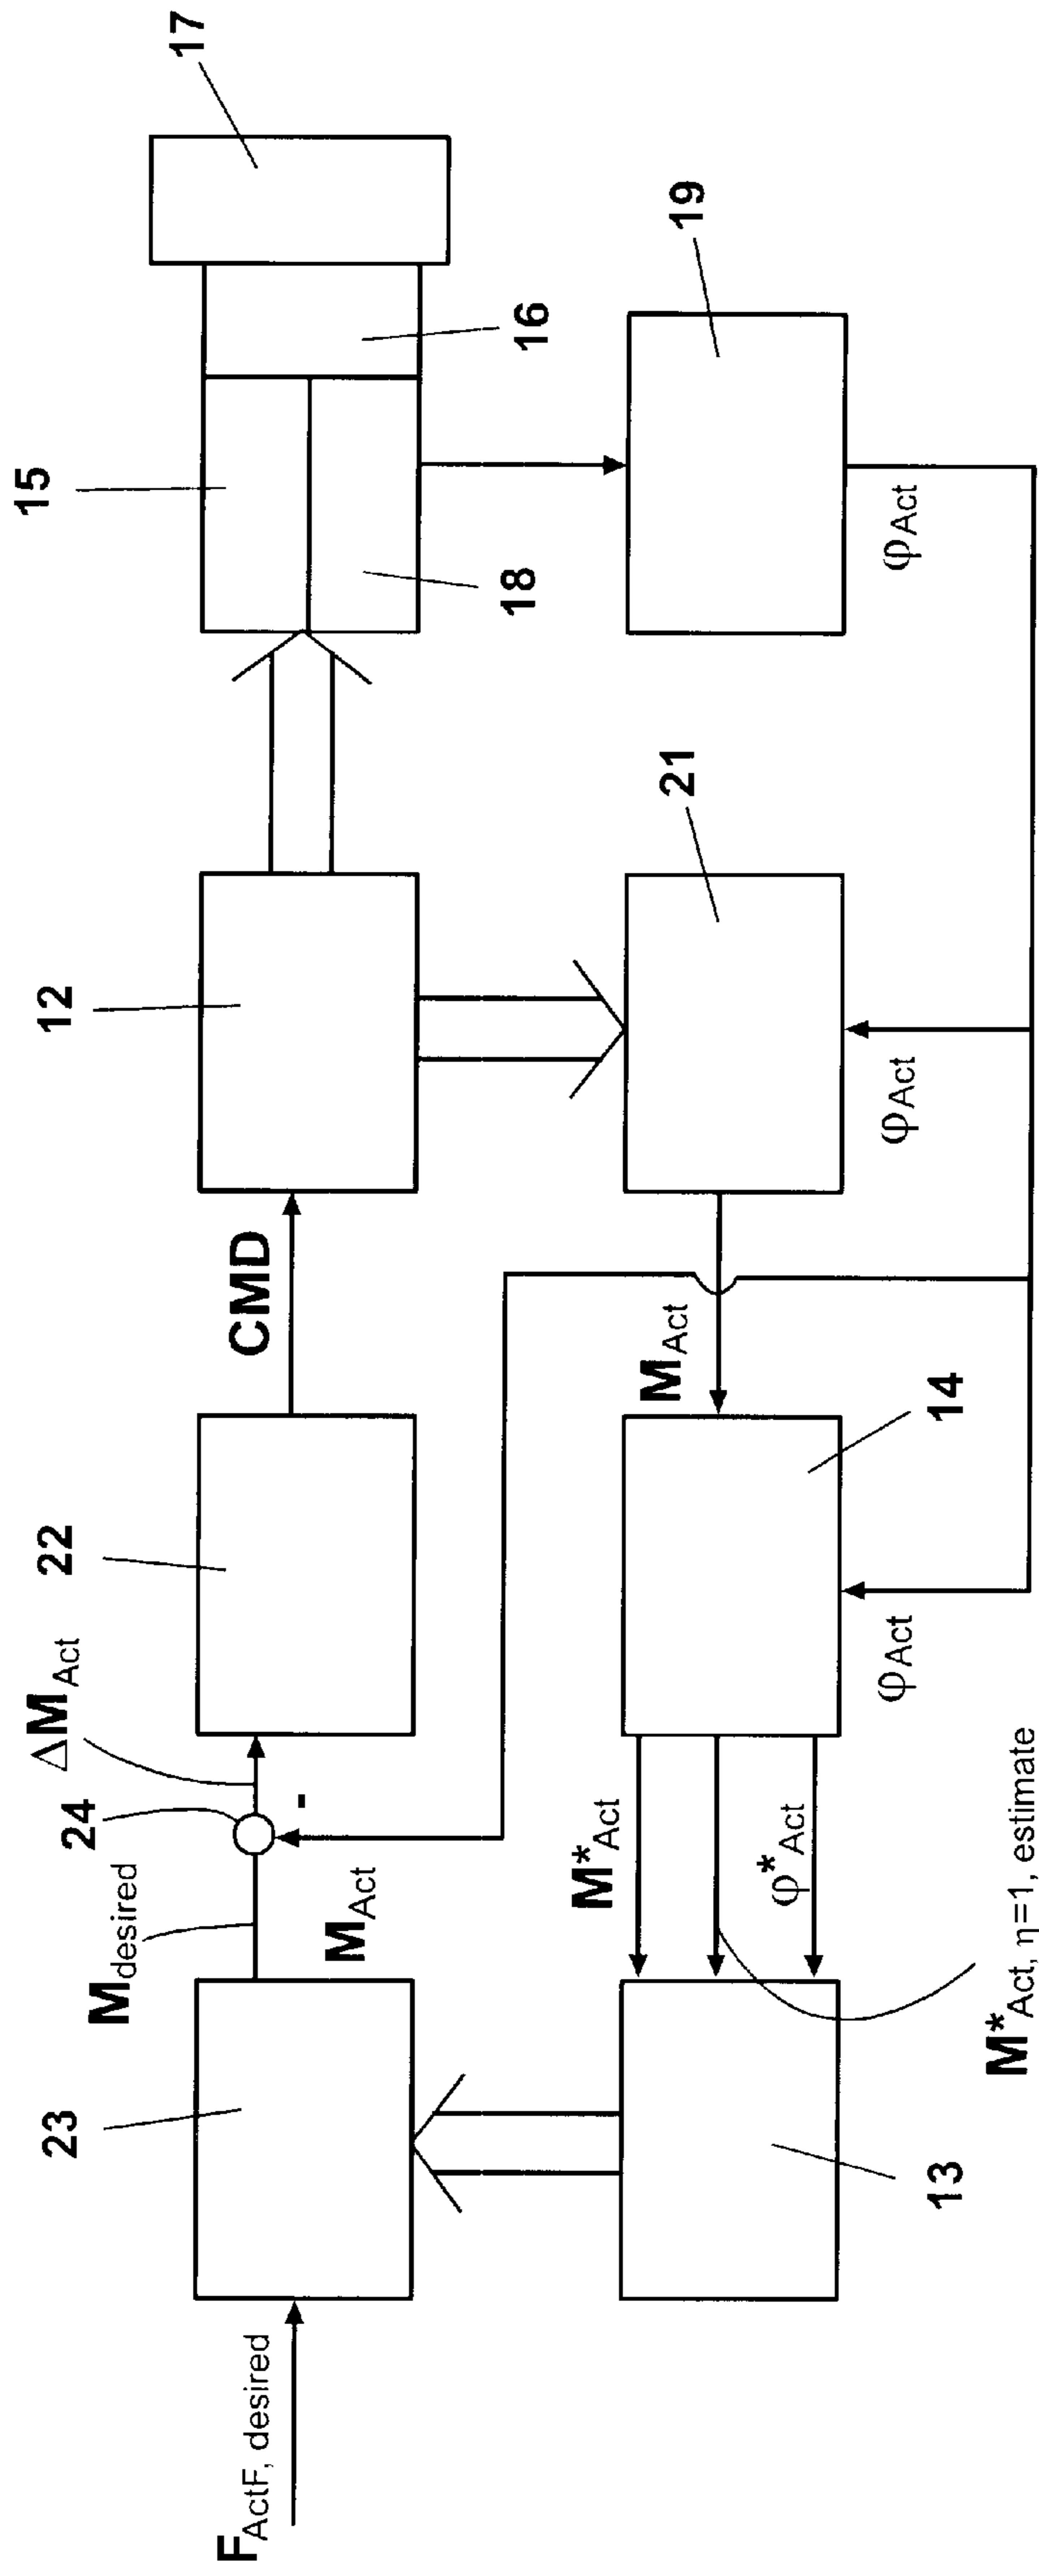 17
15
16
19
18
φAct
12
21
φAct
CMD
MAct
14
22
φAct
ΔMAct
24
-
Mdesired
MAct
M*Act
φ*Act
M*Act, η=1, estimate
23
13
FActF, desired